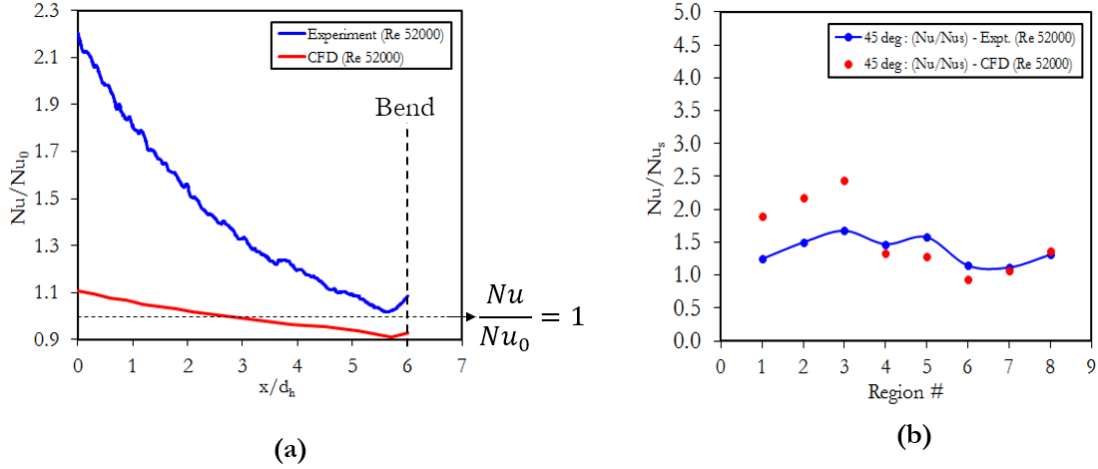 2.3
2.1
1.9
1.7
1.5
1.3
1.1
0.9
Nu/Nu₀
Experiment (Re 52000)
CFD (Re 52000)
Bend
Nu/Nu₀ = 1
0 1 2 3 4 5 6 7
x/dₕ
(a)
5.0
4.5
4.0
3.5
3.0
2.5
2.0
1.5
1.0
0.5
0.0
Nu/Nuₛ
45 deg: (Nu/Nus) - Expt. (Re 52000)
45 deg: (Nu/Nus) - CFD (Re 52000)
0 1 2 3 4 5 6 7 8 9
Region #
(b)